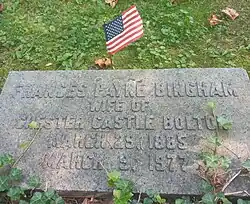 FRANCES PAYNE BINGHAM
WIFE OF
CHESTER CASTLE BOLTON
MARCH 29, 1885
MARCH 9, 1977